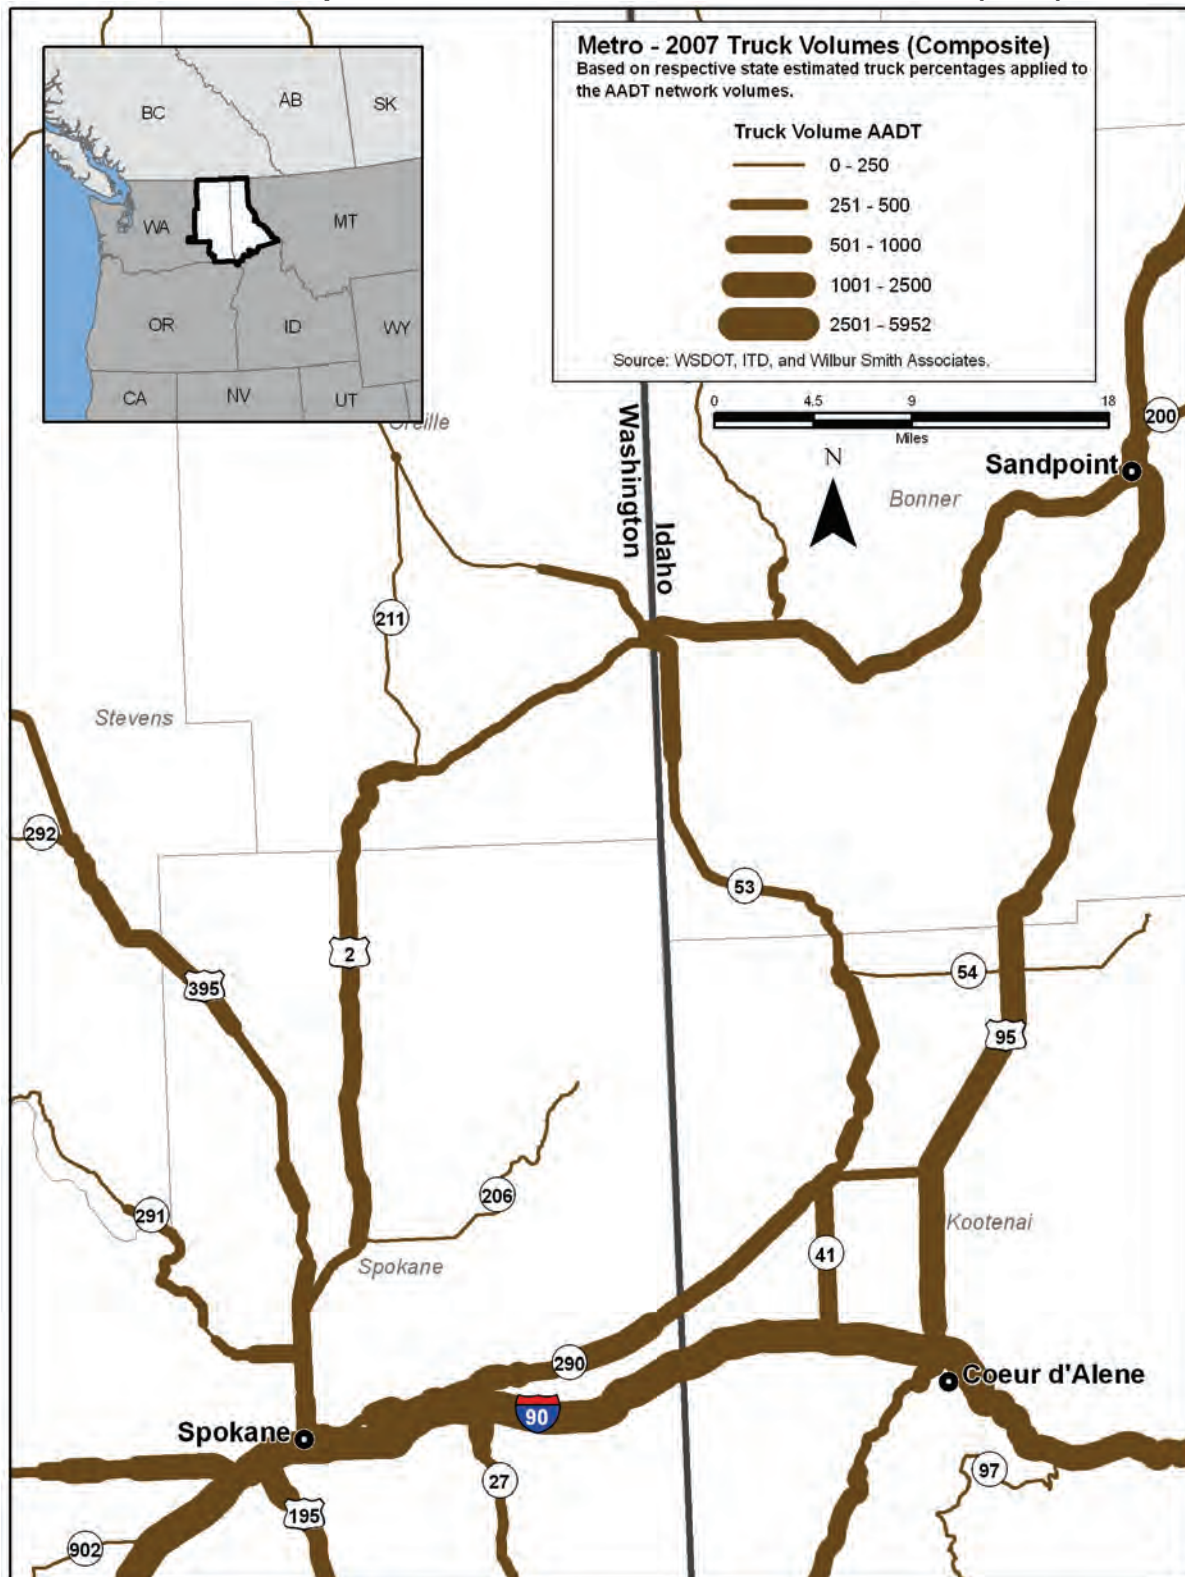 Metro - 2007 Truck Volumes (Composite)
Based on respective state estimated truck percentages applied to
the AADT network volumes.
Truck Volume AADT
0 - 250
251 - 500
501 - 1000
1001 - 2500
2501 - 5952
Source: WSDOT, ITD, and Wilbur Smith Associates.
BC
AB
SK
WA
MT
OR
ID
WY
CA
NV
UT
0
4.5
9
18
Miles
N
Washington
Idaho
200
Sandpoint
Bonner
Oreille
211
Stevens
292
53
2
395
54
95
206
291
Kootenai
41
Spokane
290
Coeur d'Alene
90
Spokane
27
97
195
902